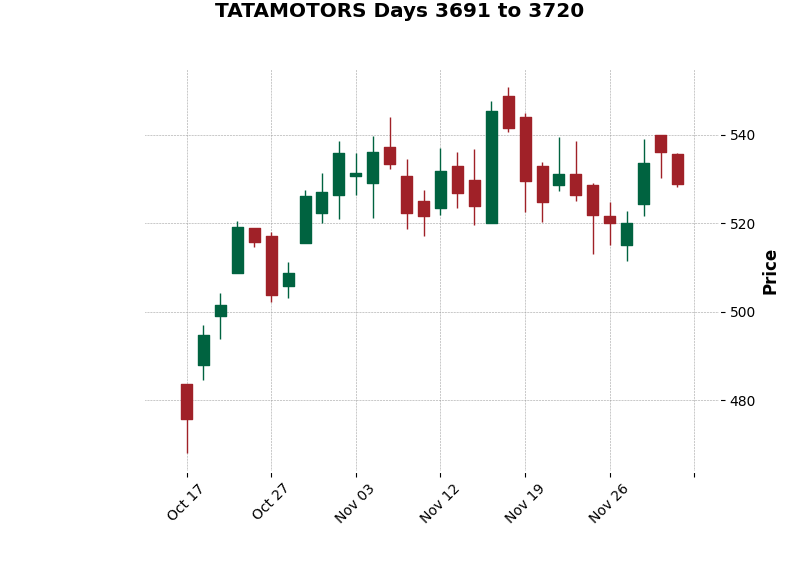 TATAMOTORS Days 3691 to 3720
540
520
500
480
Price
Oct 17
Oct 27
Nov 03
Nov 12
Nov 19
Nov 26